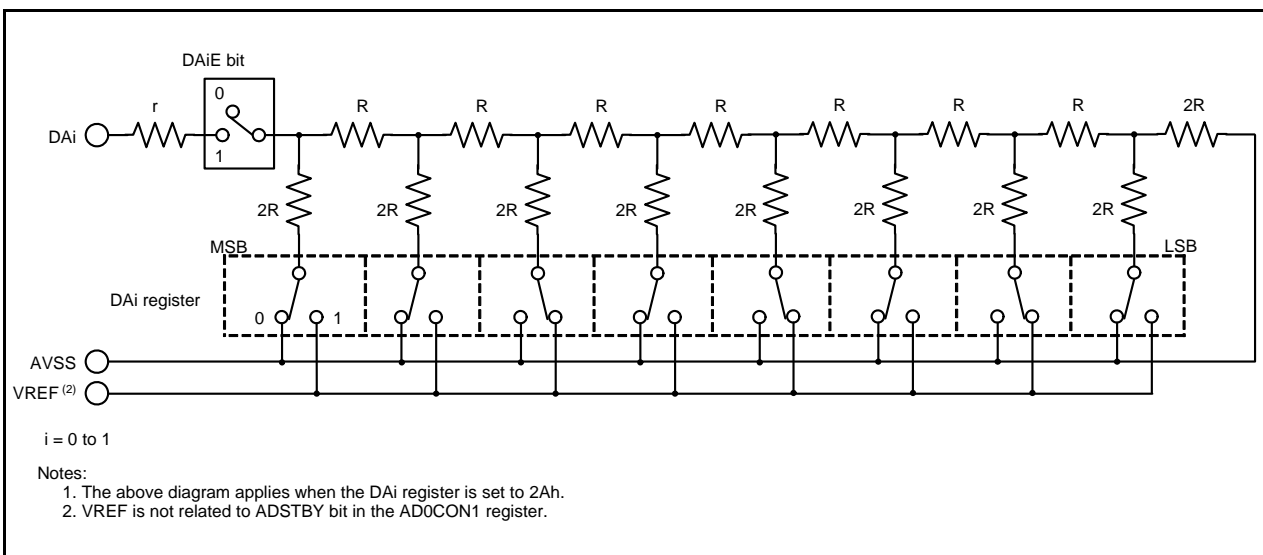 DAiE bit
0
r
R
R
R
R
R
R
R
2R
DAi
1
2R
2R
2R
2R
2R
2R
2R
2R
MSB
LSB
DAi register
0
1
AVSS
VREF (2)
i = 0 to 1
Notes:
1. The above diagram applies when the DAi register is set to 2Ah.
2. VREF is not related to ADSTBY bit in the AD0CON1 register.